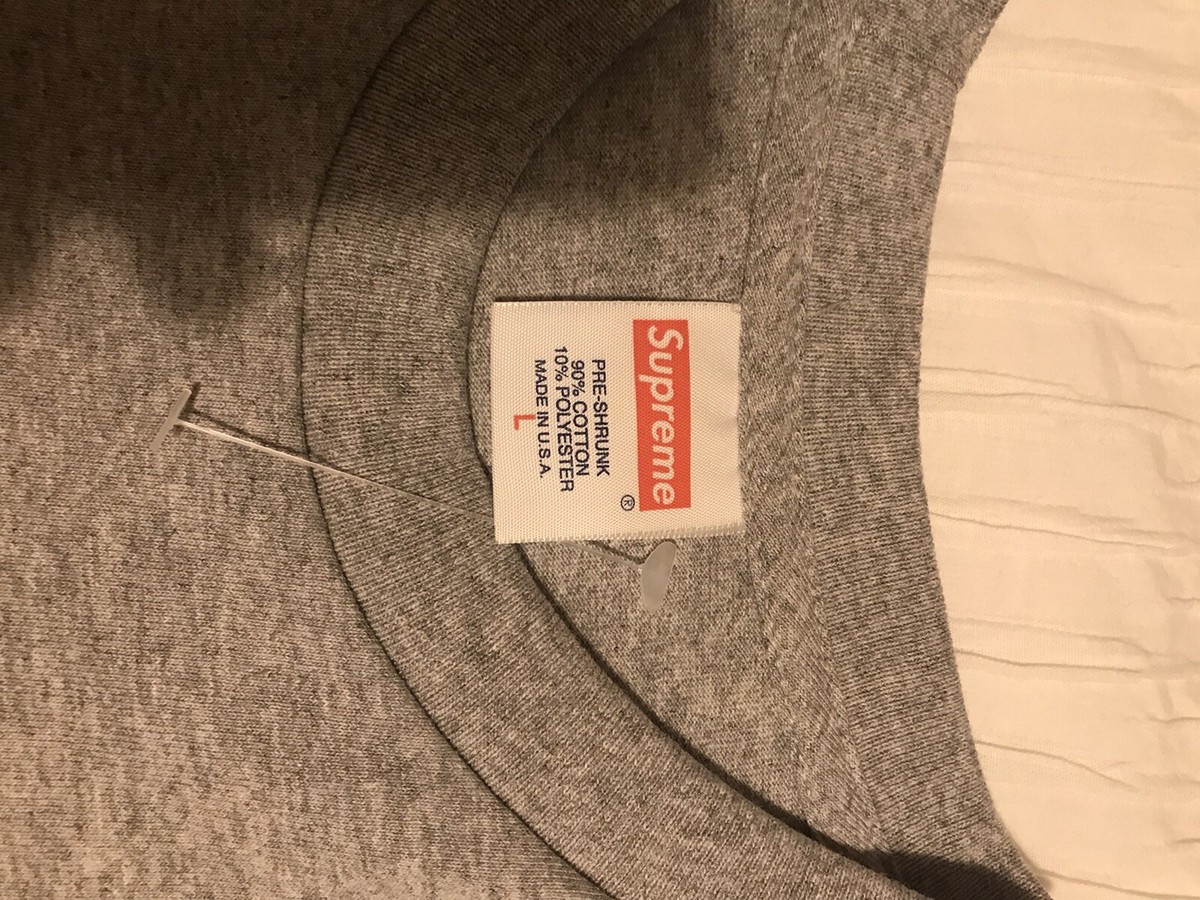 Supreme
®
PRE-SHRUNK
90% COTTON
10% POLYESTER
MADE IN U.S.A.
L